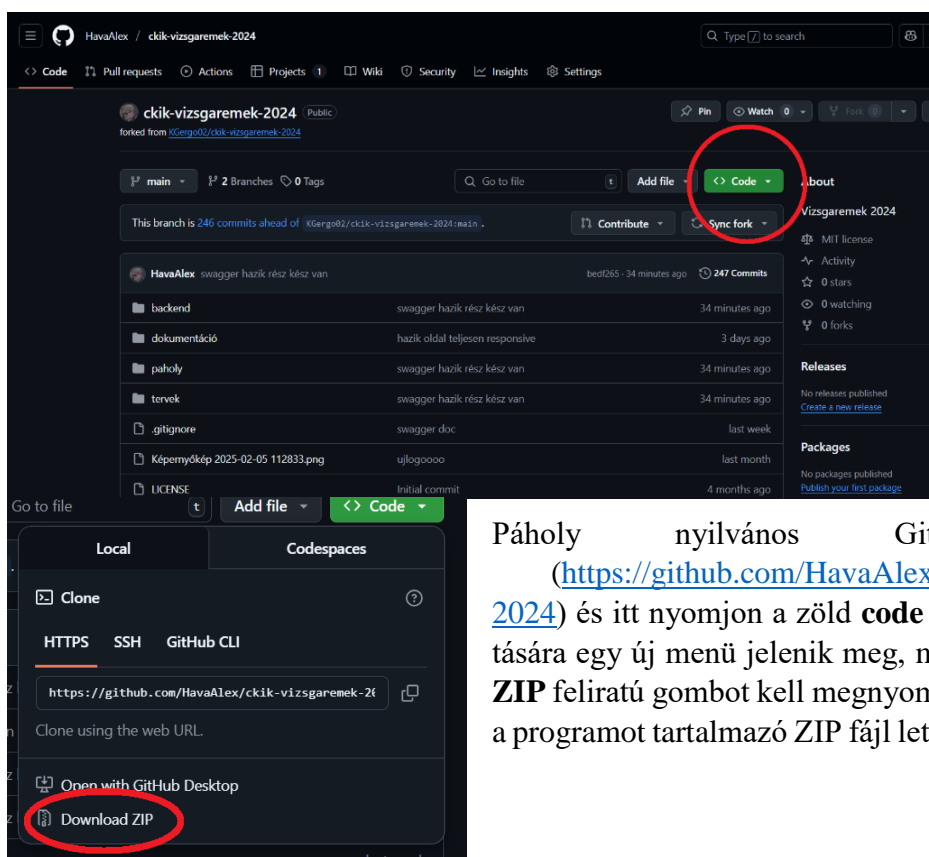 HavaAlex / ckik-vizsgaremek-2024
Type / to search
Code Pull requests Actions Projects 1 Wiki Security Insights Settings
ckik-vizsgaremek-2024 Public
forked from KGergo02/ckik-vizsgaremek-2024
Pin Watch 0 Fork 0
main 2 Branches 0 Tags
Go to file t Add file Code
About
Vizsgaremek 2024
This branch is 246 commits ahead of KGergo02/ckik-vizsgaremek-2024:main .
Contribute Sync fork
MIT license
Activity
0 stars
0 watching
0 forks
HavaAlex swagger hazik rész kész van bedf265 · 34 minutes ago 247 Commits
backend swagger hazik rész kész van 34 minutes ago
dokumentáció hazik oldal teljesen responsive 3 days ago
paholy swagger hazik rész kész van 34 minutes ago
tervek swagger hazik rész kész van 34 minutes ago
.gitignore swagger doc last week
Képernyőkép 2025-02-05 112833.png ujlogoooo last month
LICENSE Initial commit 4 months ago
Releases
No releases published
Create a new release
Packages
No packages published
Publish your first package
Go to file t Add file Code
Local Codespaces
Clone
HTTPS SSH GitHub CLI
https://github.com/HavaAlex/ckik-vizsgaremek-20
Clone using the web URL.
Open with GitHub Desktop
Download ZIP
Páholy nyilvános Git
(https://github.com/HavaAlex
2024) és itt nyomjon a zöld code
tására egy új menü jelenik meg, m
ZIP feliratú gombot kell megnyom
a programot tartalmazó ZIP fájl let